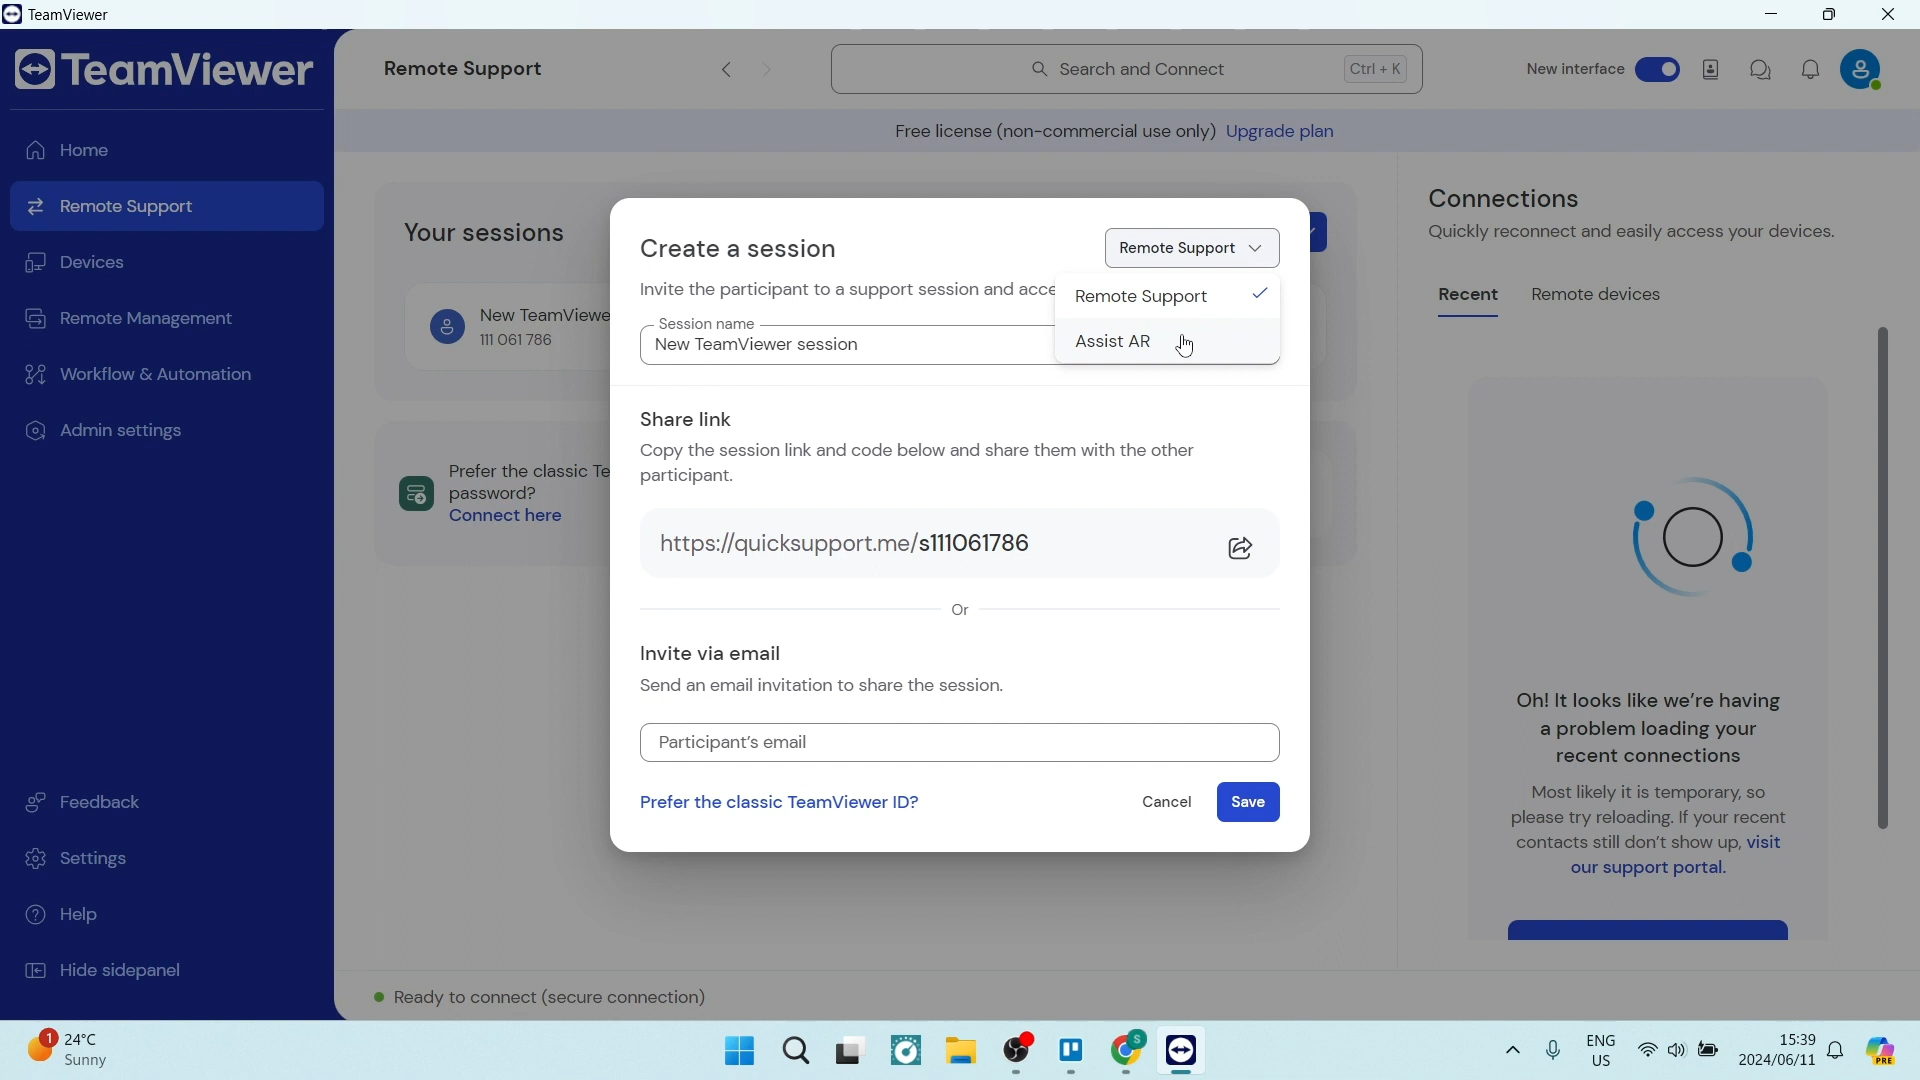 TeamViewer
TeamViewer
Home
Remote Support
Devices
Remote Management
Workflow & Automation
Admin settings
Feedback
Settings
Help
Hide sidepanel
Remote Support
Search and Connect
Ctrl + K
New interface
Free license (non-commercial use only) Upgrade plan
Your sessions
New TeamViewe
111 061 786
Prefer the classic Te
password?
Connect here
Create a session
Remote Support
Invite the participant to a support session and acce
Remote Support
Assist AR
Session name
New TeamViewer session
Share link
Copy the session link and code below and share them with the other
participant.
https://quicksupport.me/s111061786
Or
Invite via email
Send an email invitation to share the session.
Participant's email
Prefer the classic TeamViewer ID?
Cancel
Save
Connections
Quickly reconnect and easily access your devices.
Recent
Remote devices
Oh! It looks like we're having
a problem loading your
recent connections
Most likely it is temporary, so
please try reloading. If your recent
contacts still don't show up, visit
our support portal.
Ready to connect (secure connection)
1
24°C
Sunny
S
ENG
US
15:39
2024/06/11
PRE